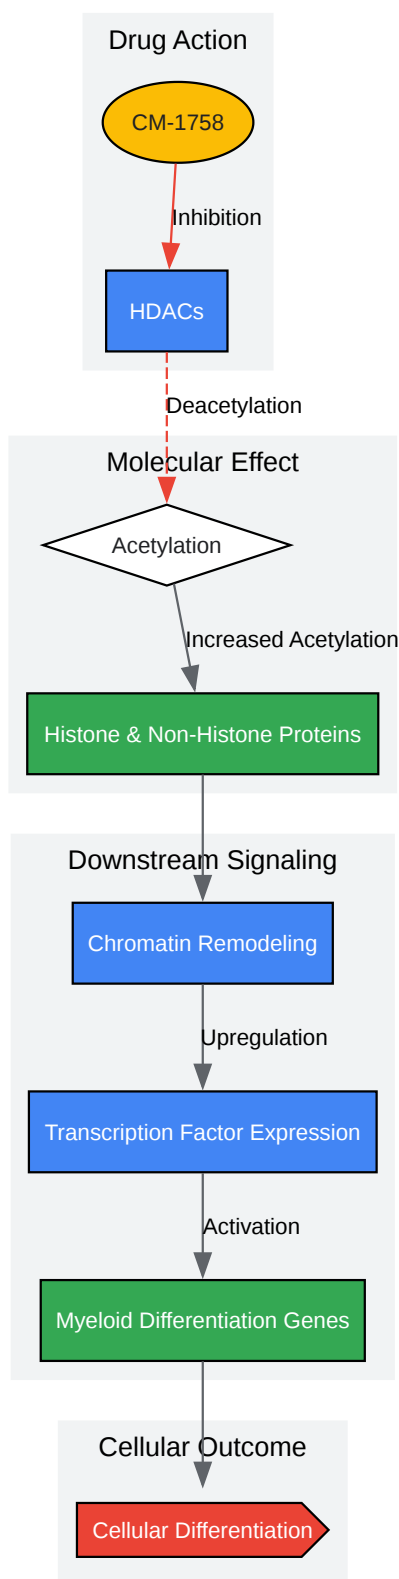 Drug Action
CM-1758
Inhibition
HDACs
Deacetylation
Molecular Effect
Acetylation
Increased Acetylation
Histone & Non-Histone Proteins
Downstream Signaling
Chromatin Remodeling
Upregulation
Transcription Factor Expression
Activation
Myeloid Differentiation Genes
Cellular Outcome
Cellular Differentiation